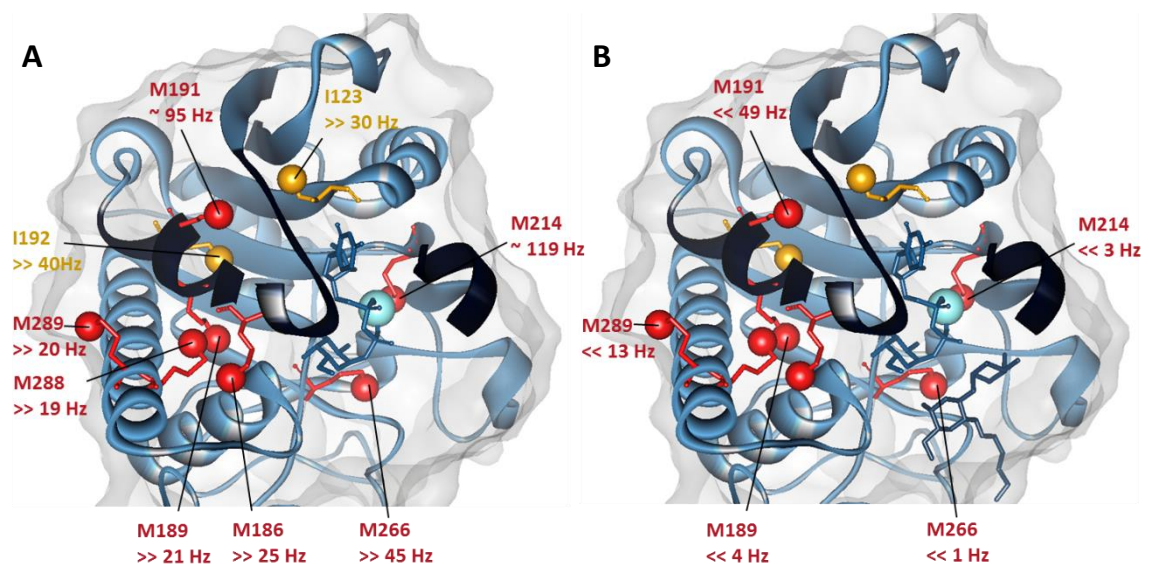 A
M191
~ 95 Hz
I123
>> 30 Hz
M214
~ 119 Hz
I192
>> 40Hz
M289
>> 20 Hz
M288
>> 19 Hz
M189
>> 21 Hz
M186
>> 25 Hz
M266
>> 45 Hz
B
M191
<< 49 Hz
M214
<< 3 Hz
M289
<< 13 Hz
M189
<< 4 Hz
M266
<< 1 Hz